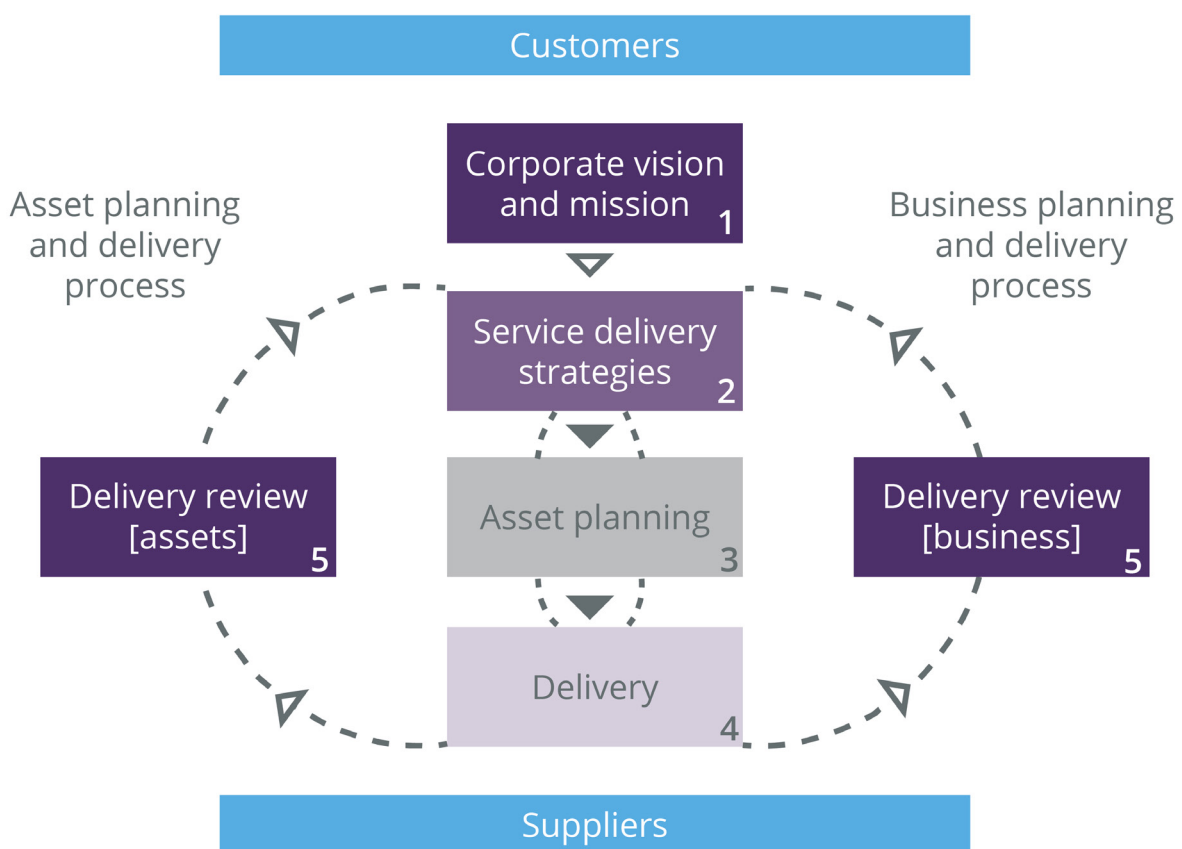 Customers
Corporate vision
and mission
1
Asset planning
and delivery
process
Business planning
and delivery
process
Service delivery
strategies
2
Delivery review
[assets]
5
Asset planning
3
Delivery review
[business]
5
Delivery
4
Suppliers